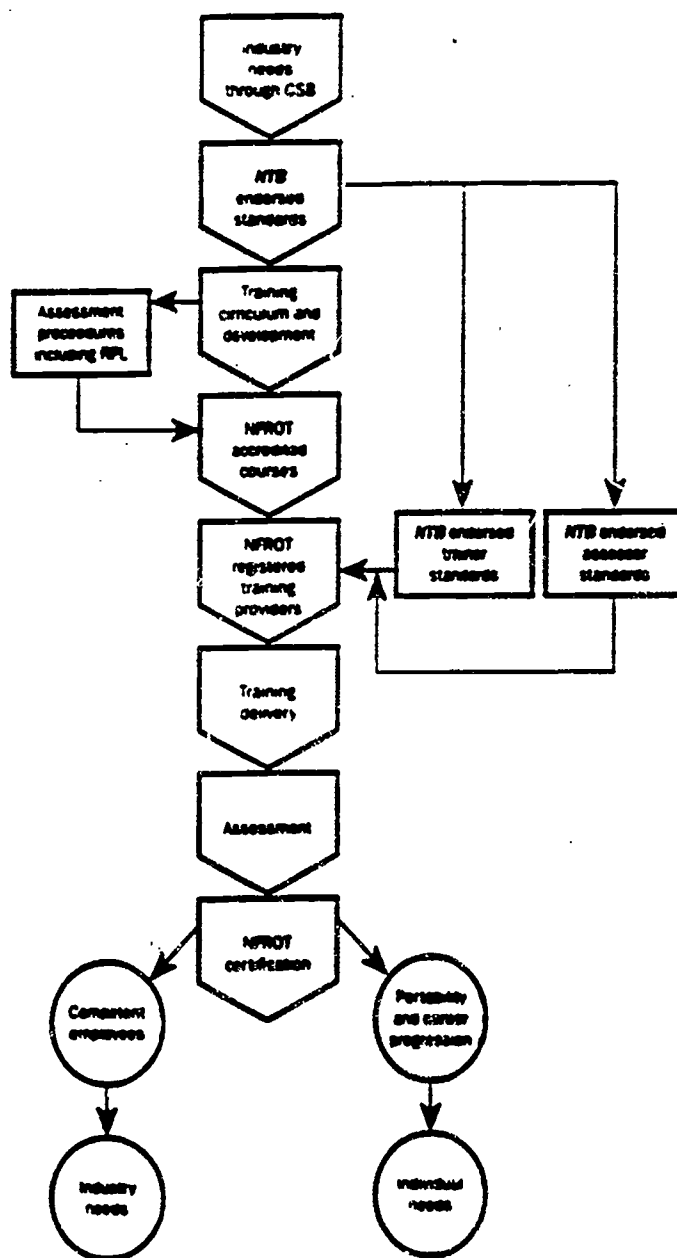 Industry
needs
through CSB
NTB
endorsed
standards
Training
cirriculum and
development
Assessment
procedures
including RPL
NFROT
accredited
courses
NFROT
registered
training
providers
NTB endorsed
trainer
standards
NTB endorsed
assessor
standards
Training
delivery
Assessment
NFROT
certification
Competent
employees
Portability
and career
progression
Industry
needs
Individual
needs